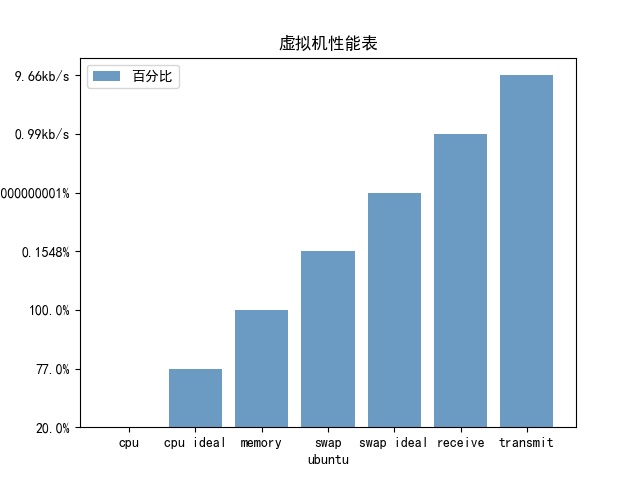 虚拟机性能表
百分比
9.66kb/s
0.99kb/s
000000001%
0.1548%
100.0%
77.0%
20.0%
cpu
cpu ideal
memory
swap
swap ideal
receive
transmit
ubuntu